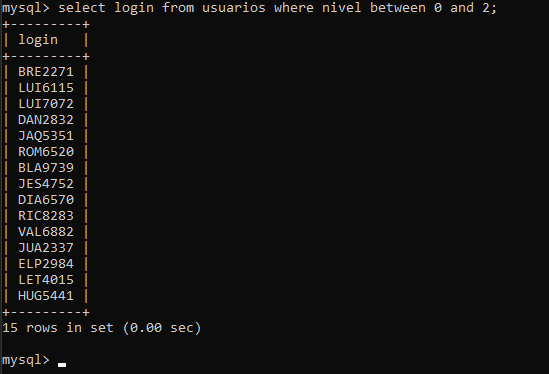 mysql> select login from usuarios where nivel between 0 and 2;
+---------+
| login   |
+---------+
| BRE2271 |
| LUI6115 |
| LUI7072 |
| DAN2832 |
| JAQ5351 |
| ROM6520 |
| BLA9739 |
| JES4752 |
| DIA6570 |
| RIC8283 |
| VAL6882 |
| JUA2337 |
| ELP2984 |
| LET4015 |
| HUG5441 |
+---------+
15 rows in set (0.00 sec)
mysql> _